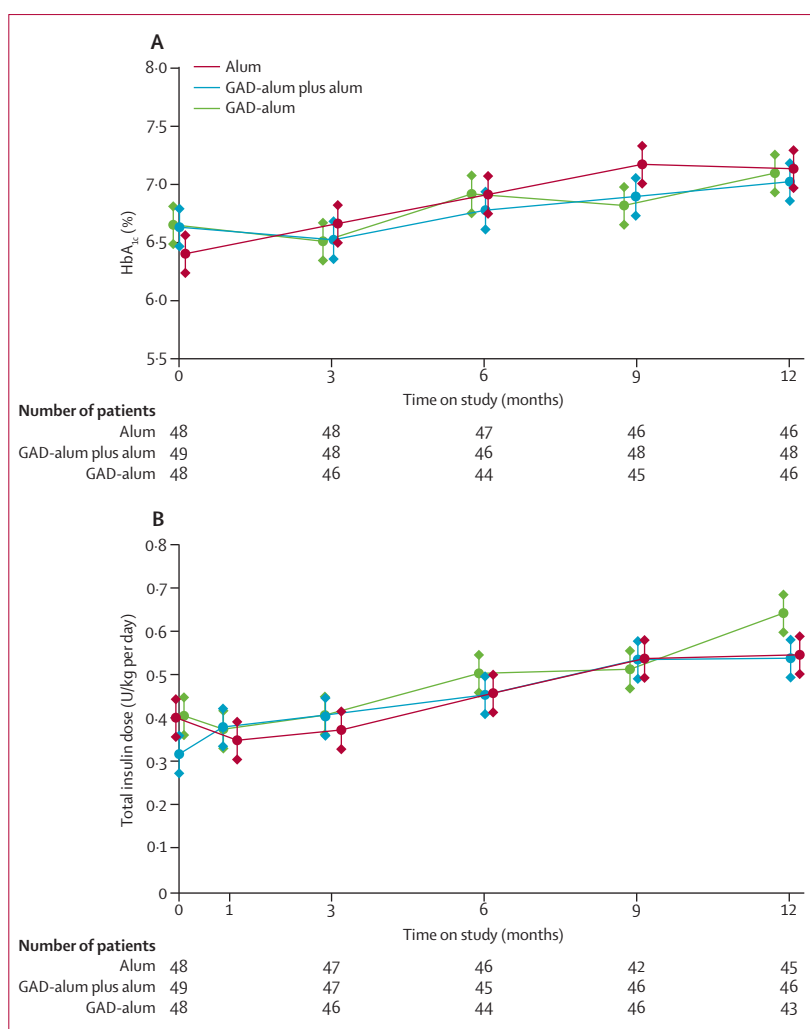 A
Alum
GAD-alum plus alum
GAD-alum
8·0
7·5
7·0
6·5
6·0
5·5
HbA1c (%)
0 3 6 9 12
Time on study (months)
Number of patients
Alum 48 48 47 46 46
GAD-alum plus alum 49 48 46 48 48
GAD-alum 48 46 44 45 46
B
0·8
0·7
0·6
0·5
0·4
0·3
0·2
0·1
0
Total insulin dose (U/kg per day)
0 1 3 6 9 12
Time on study (months)
Number of patients
Alum 48 47 46 42 45
GAD-alum plus alum 49 47 45 46 46
GAD-alum 48 46 44 46 43